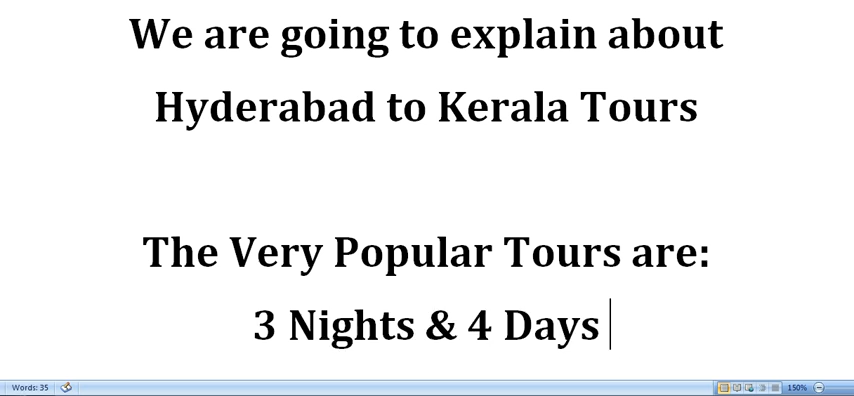 We are going to explain about
Hyderabad to Kerala Tours
The Very Popular Tours are:
3 Nights & 4 Days
Words: 35
150%